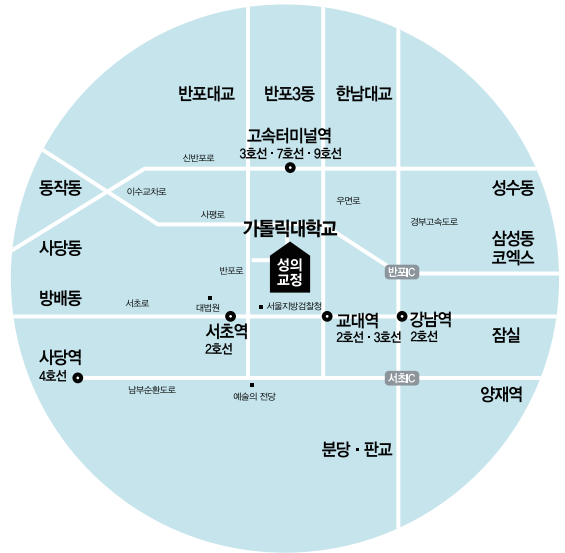 반포대교
반포3동
한남대교
고속터미널역
3호선 · 7호선 · 9호선
신반포로
동작동
이수교차로
성수동
우면로
사평로
경부고속도로
가톨릭대학교
삼성동
코엑스
사당동
성의
교정
반포로
반포IC
방배동
서초로
대법원
서울지방검찰청
서초역
2호선
교대역
2호선 · 3호선
강남역
2호선
잠실
사당역
4호선
서초IC
남부순환도로
예술의 전당
양재역
분당 · 판교